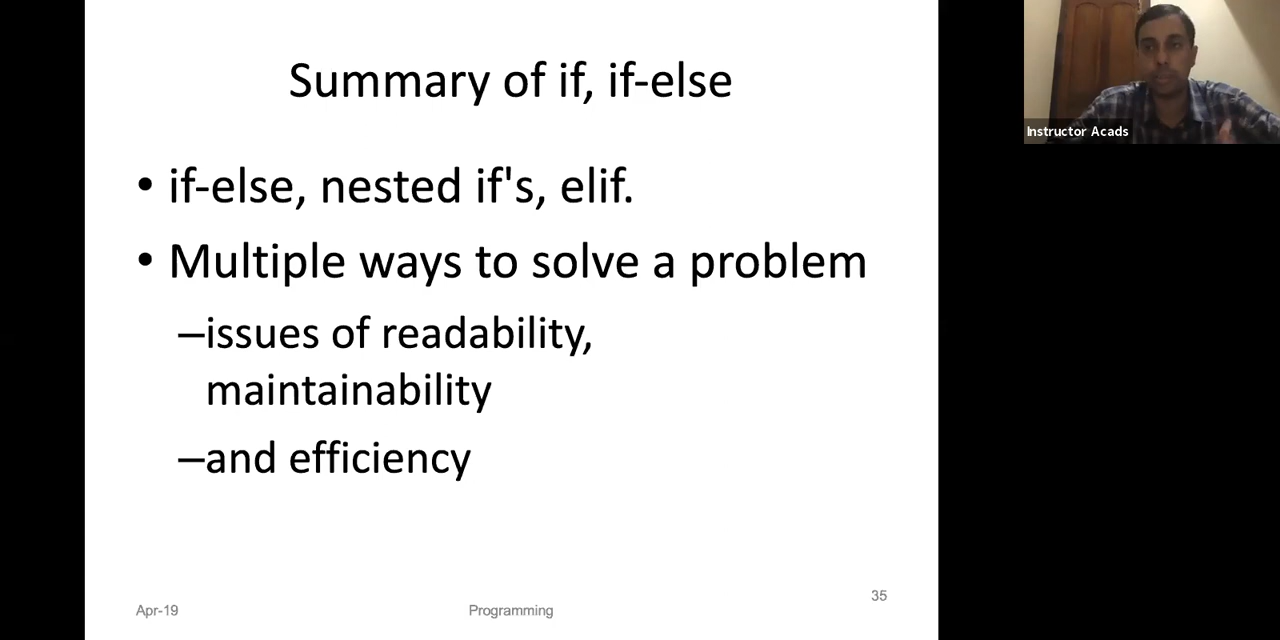 Summary of if, if-else
• if-else, nested if's, elif.
• Multiple ways to solve a problem
–issues of readability,
maintainability
–and efficiency
Apr-19
Programming
35
Instructor Acads